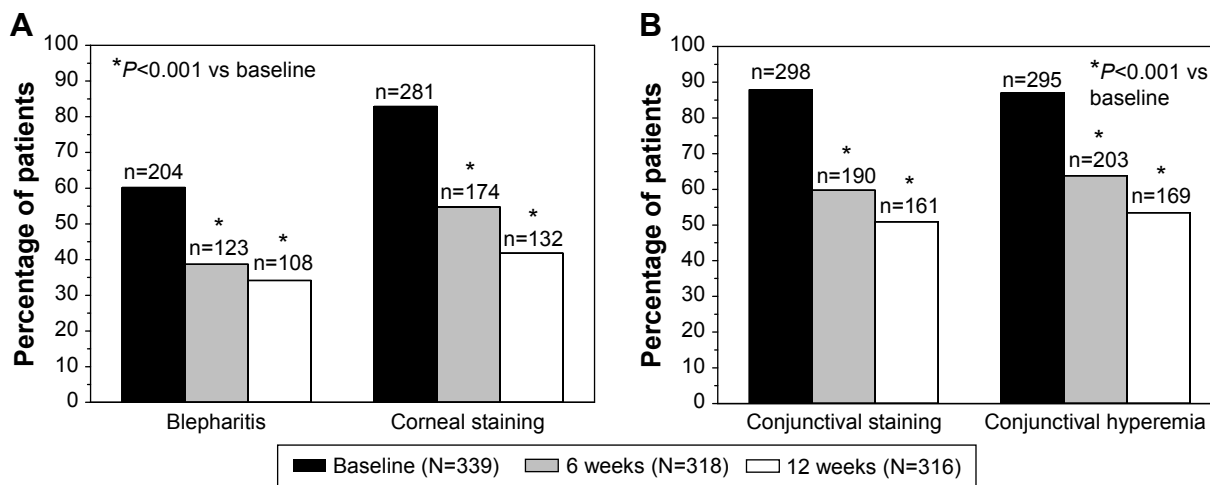 A
Percentage of patients
100
90
80
70
60
50
40
30
20
10
0
*P<0.001 vs baseline
n=204
*
n=123
*
n=108
n=281
*
n=174
*
n=132
Blepharitis
Corneal staining
B
Percentage of patients
100
90
80
70
60
50
40
30
20
10
0
*P<0.001 vs
baseline
n=298
*
n=190
*
n=161
n=295
*
n=203
*
n=169
Conjunctival staining
Conjunctival hyperemia
Baseline (N=339) 6 weeks (N=318) 12 weeks (N=316)